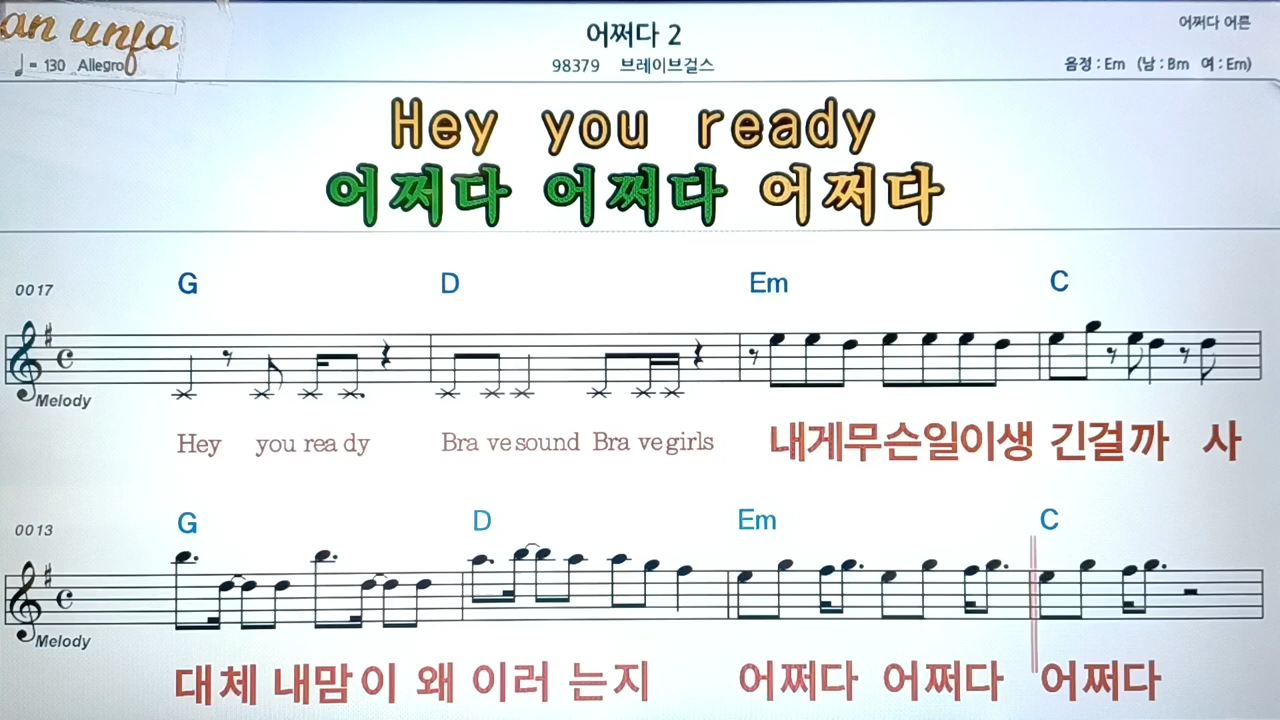 an unfa
어쩌다 2
어쩌다 어른
♩= 130 Allegro
98379 브레이브걸스
음정 : Em (남 : Bm 여 : Em)
Hey you ready
어쩌다 어쩌다 어쩌다
0017
G D Em C
Melody
Hey you rea dy Bra ve sound Bra ve girls 내게무슨일이생 긴걸까 사
0013
G D Em C
Melody
대체 내맘이 왜 이러 는지 어쩌다 어쩌다 어쩌다